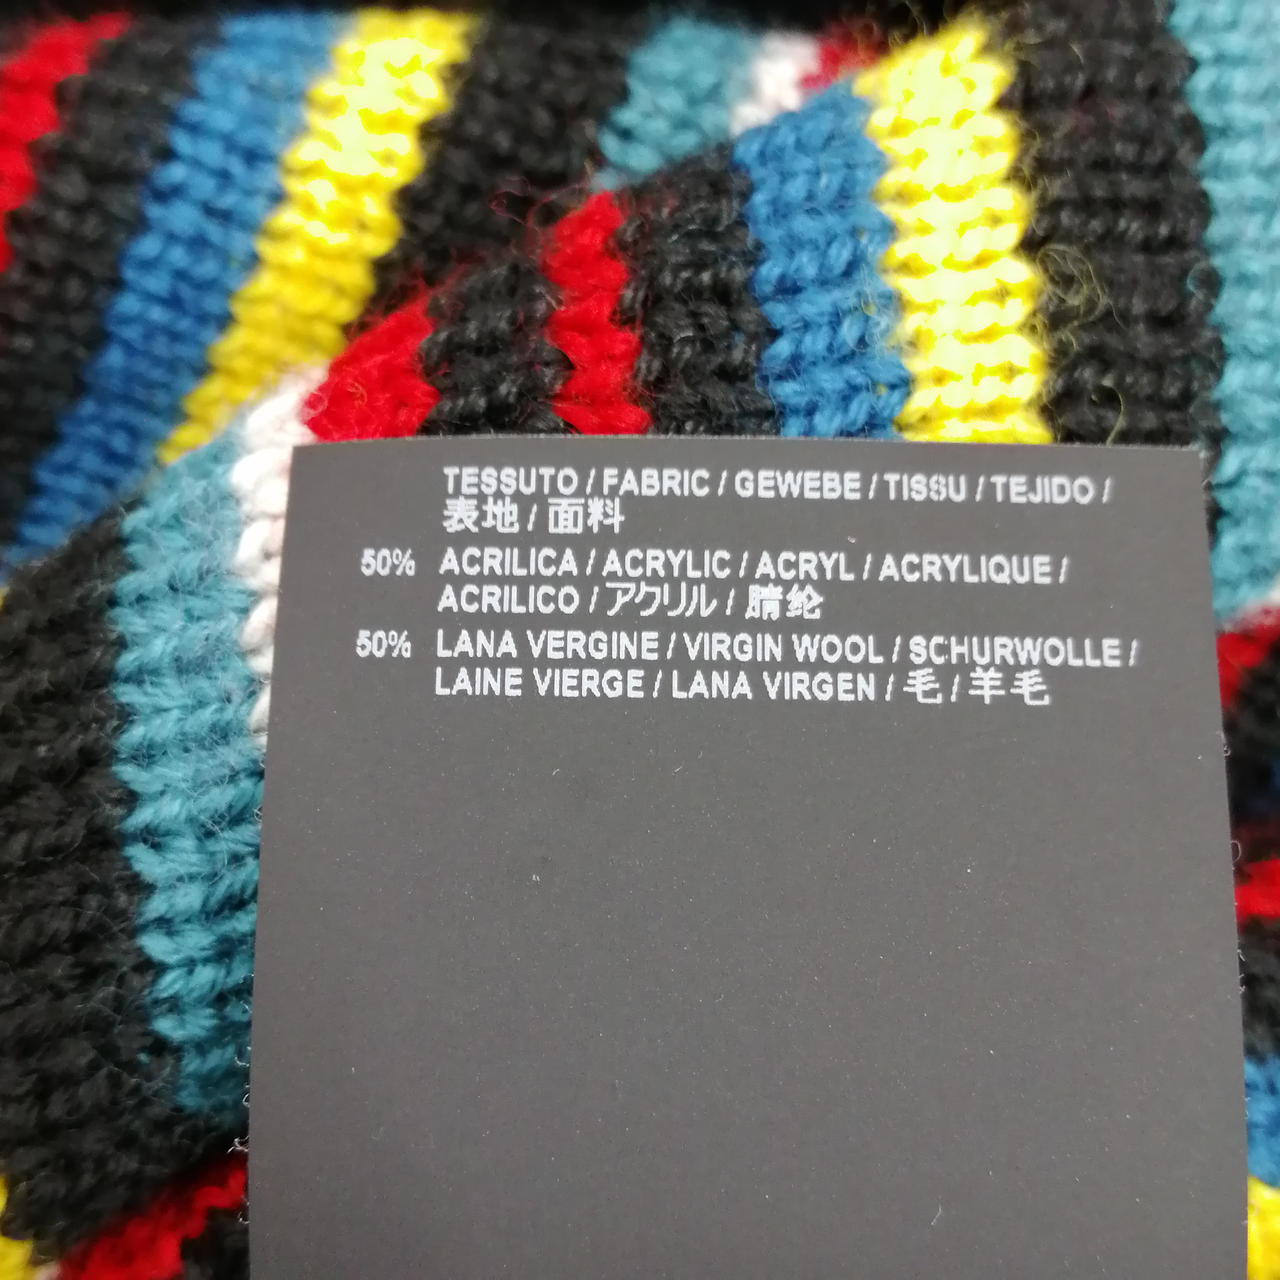 TESSUTO / FABRIC / GEWEBE / TISSU / TEJIDO /
表地 / 面料
50% ACRILICA / ACRYLIC / ACRYL / ACRYLIQUE /
ACRILICO / アクリル / 腈纶
50% LANA VERGINE / VIRGIN WOOL / SCHURWOLLE /
LAINE VIERGE / LANA VIRGEN / 毛 / 羊毛